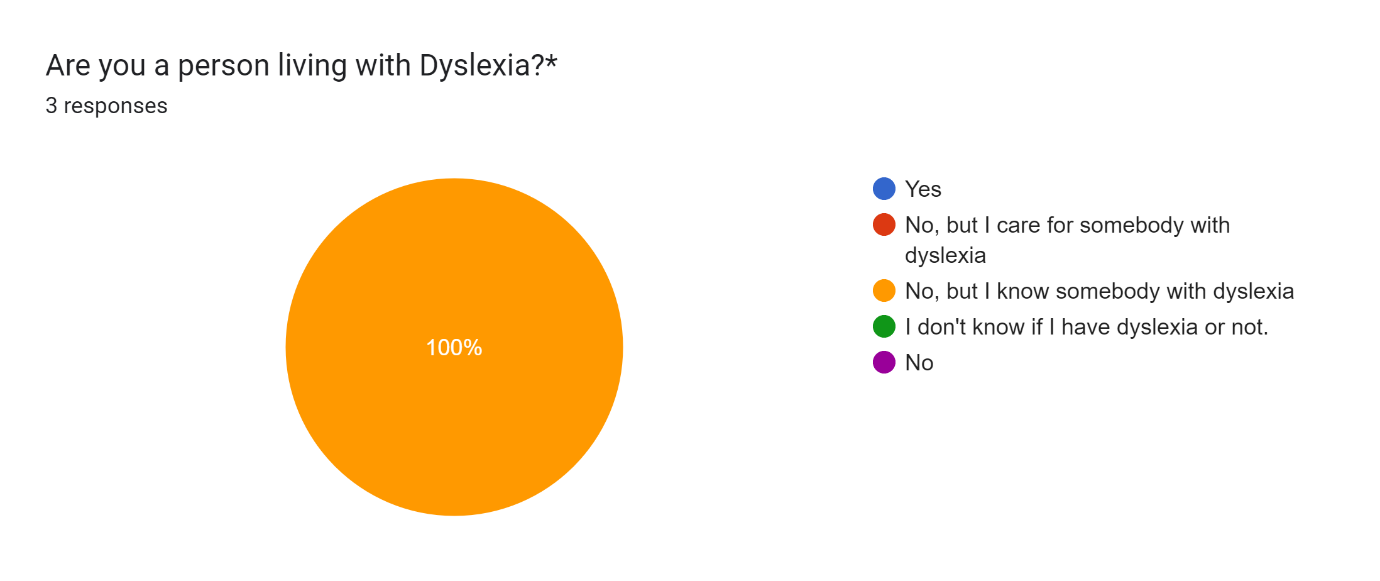 Are you a person living with Dyslexia?*
3 responses
100%
Yes
No, but I care for somebody with
dyslexia
No, but I know somebody with dyslexia
I don't know if I have dyslexia or not.
No